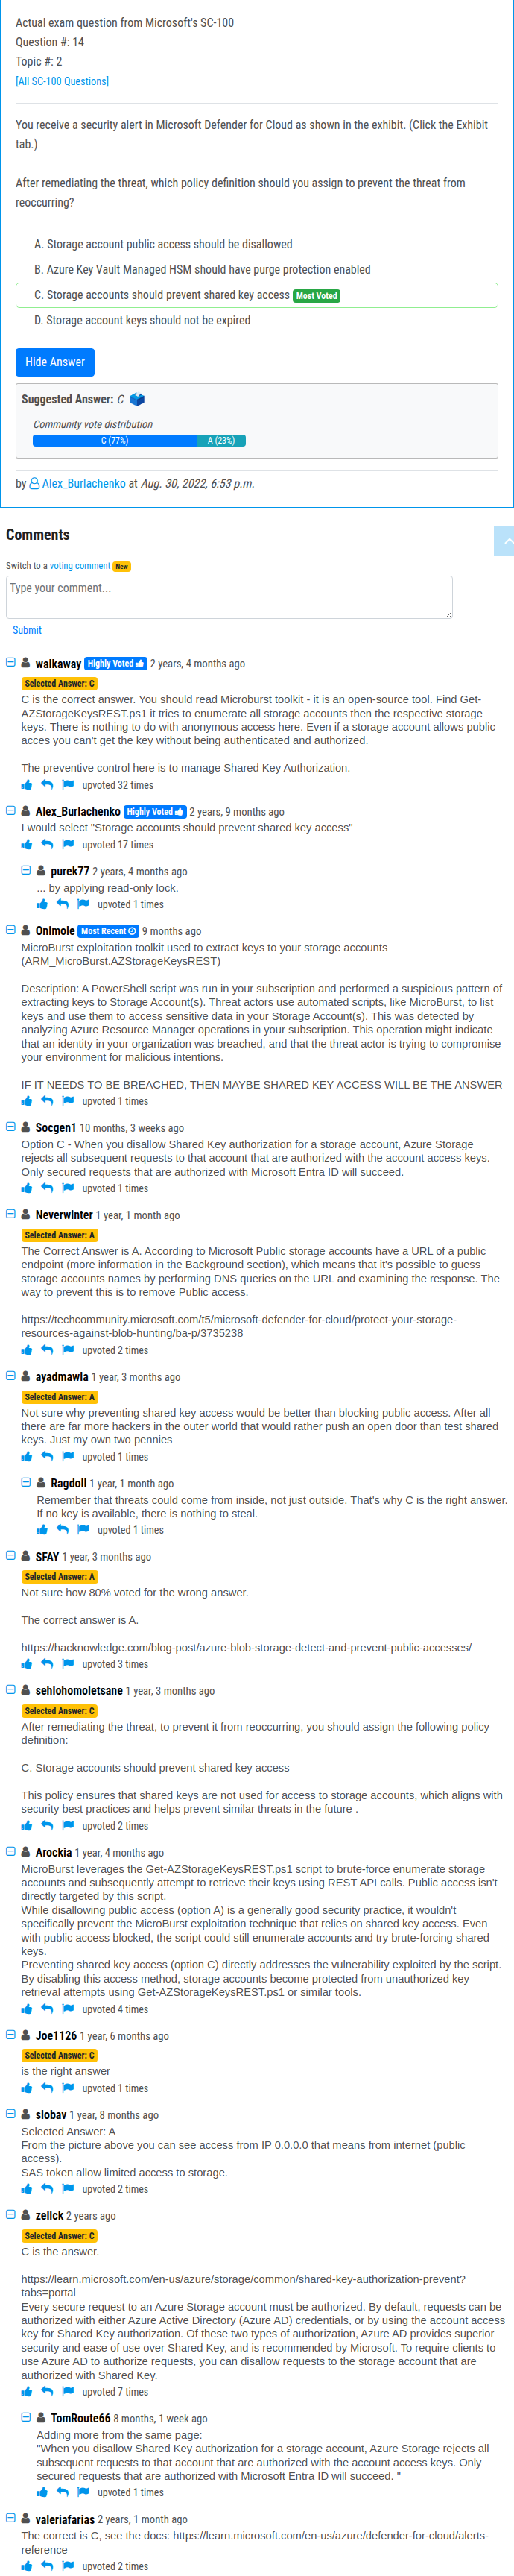 Actual exam question from Microsoft's SC-100
Question #: 14
Topic #: 2
[All SC-100 Questions]
You receive a security alert in Microsoft Defender for Cloud as shown in the exhibit. (Click the Exhibit
tab.)
After remediating the threat, which policy definition should you assign to prevent the threat from
reoccurring?
A. Storage account public access should be disallowed
B. Azure Key Vault Managed HSM should have purge protection enabled
C. Storage accounts should prevent shared key access Most Voted
D. Storage account keys should not be expired
Hide Answer
Suggested Answer: C
Community vote distribution
C (77%) A (23%)
by Alex_Burlachenko at Aug. 30, 2022, 6:53 p.m.
Comments
Switch to a voting comment New
Type your comment...
Submit
walkaway Highly Voted 2 years, 4 months ago
Selected Answer: C
C is the correct answer. You should read Microburst toolkit - it is an open-source tool. Find Get-
AZStorageKeysREST.ps1 it tries to enumerate all storage accounts then the respective storage
keys. There is nothing to do with anonymous access here. Even if a storage account allows public
acces you can't get the key without being authenticated and authorized.
The preventive control here is to manage Shared Key Authorization.
upvoted 32 times
Alex_Burlachenko Highly Voted 2 years, 9 months ago
I would select "Storage accounts should prevent shared key access"
upvoted 17 times
purek77 2 years, 4 months ago
... by applying read-only lock.
upvoted 1 times
Onimole Most Recent 9 months ago
MicroBurst exploitation toolkit used to extract keys to your storage accounts
(ARM_MicroBurst.AZStorageKeysREST)
Description: A PowerShell script was run in your subscription and performed a suspicious pattern of
extracting keys to Storage Account(s). Threat actors use automated scripts, like MicroBurst, to list
keys and use them to access sensitive data in your Storage Account(s). This was detected by
analyzing Azure Resource Manager operations in your subscription. This operation might indicate
that an identity in your organization was breached, and that the threat actor is trying to compromise
your environment for malicious intentions.
IF IT NEEDS TO BE BREACHED, THEN MAYBE SHARED KEY ACCESS WILL BE THE ANSWER
upvoted 1 times
Socgen1 10 months, 3 weeks ago
Option C - When you disallow Shared Key authorization for a storage account, Azure Storage
rejects all subsequent requests to that account that are authorized with the account access keys.
Only secured requests that are authorized with Microsoft Entra ID will succeed.
upvoted 1 times
Neverwinter 1 year, 1 month ago
Selected Answer: A
The Correct Answer is A. According to Microsoft Public storage accounts have a URL of a public
endpoint (more information in the Background section), which means that it's possible to guess
storage accounts names by performing DNS queries on the URL and examining the response. The
way to prevent this is to remove Public access.
https://techcommunity.microsoft.com/t5/microsoft-defender-for-cloud/protect-your-storage-
resources-against-blob-hunting/ba-p/3735238
upvoted 2 times
ayadmawla 1 year, 3 months ago
Selected Answer: A
Not sure why preventing shared key access would be better than blocking public access. After all
there are far more hackers in the outer world that would rather push an open door than test shared
keys. Just my own two pennies
upvoted 1 times
Ragdoll 1 year, 1 month ago
Remember that threats could come from inside, not just outside. That's why C is the right answer.
If no key is available, there is nothing to steal.
upvoted 1 times
SFAY 1 year, 3 months ago
Selected Answer: A
Not sure how 80% voted for the wrong answer.
The correct answer is A.
https://hacknowledge.com/blog-post/azure-blob-storage-detect-and-prevent-public-accesses/
upvoted 3 times
sehlohomoletsane 1 year, 3 months ago
Selected Answer: C
After remediating the threat, to prevent it from reoccurring, you should assign the following policy
definition:
C. Storage accounts should prevent shared key access
This policy ensures that shared keys are not used for access to storage accounts, which aligns with
security best practices and helps prevent similar threats in the future .
upvoted 2 times
Arockia 1 year, 4 months ago
MicroBurst leverages the Get-AZStorageKeysREST.ps1 script to brute-force enumerate storage
accounts and subsequently attempt to retrieve their keys using REST API calls. Public access isn't
directly targeted by this script.
While disallowing public access (option A) is a generally good security practice, it wouldn't
specifically prevent the MicroBurst exploitation technique that relies on shared key access. Even
with public access blocked, the script could still enumerate accounts and try brute-forcing shared
keys.
Preventing shared key access (option C) directly addresses the vulnerability exploited by the script.
By disabling this access method, storage accounts become protected from unauthorized key
retrieval attempts using Get-AZStorageKeysREST.ps1 or similar tools.
upvoted 4 times
Joe1126 1 year, 6 months ago
Selected Answer: C
is the right answer
upvoted 1 times
slobav 1 year, 8 months ago
Selected Answer: A
From the picture above you can see access from IP 0.0.0.0 that means from internet (public
access).
SAS token allow limited access to storage.
upvoted 2 times
zellck 2 years ago
Selected Answer: C
C is the answer.
https://learn.microsoft.com/en-us/azure/storage/common/shared-key-authorization-prevent?
tabs=portal
Every secure request to an Azure Storage account must be authorized. By default, requests can be
authorized with either Azure Active Directory (Azure AD) credentials, or by using the account access
key for Shared Key authorization. Of these two types of authorization, Azure AD provides superior
security and ease of use over Shared Key, and is recommended by Microsoft. To require clients to
use Azure AD to authorize requests, you can disallow requests to the storage account that are
authorized with Shared Key.
upvoted 7 times
TomRoute66 8 months, 1 week ago
Adding more from the same page:
"When you disallow Shared Key authorization for a storage account, Azure Storage rejects all
subsequent requests to that account that are authorized with the account access keys. Only
secured requests that are authorized with Microsoft Entra ID will succeed. "
upvoted 1 times
valeriafarias 2 years, 1 month ago
The correct is C, see the docs: https://learn.microsoft.com/en-us/azure/defender-for-cloud/alerts-
reference
upvoted 2 times